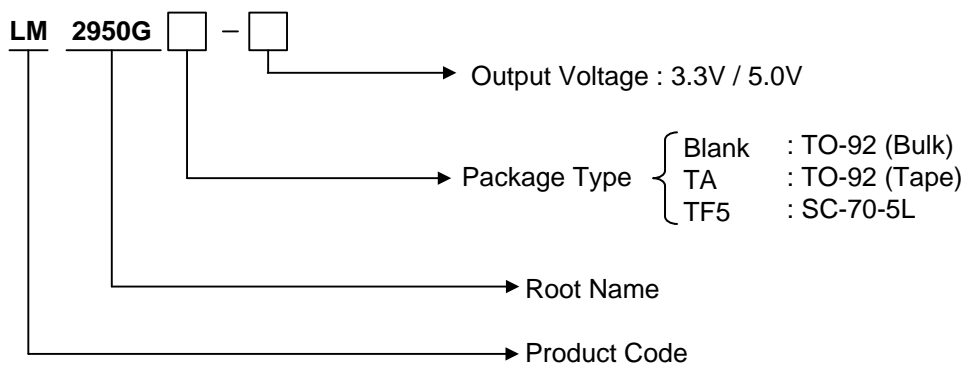 LM 2950G □ – □
Output Voltage : 3.3V / 5.0V
Package Type
Blank : TO-92 (Bulk)
TA : TO-92 (Tape)
TF5 : SC-70-5L
Root Name
Product Code